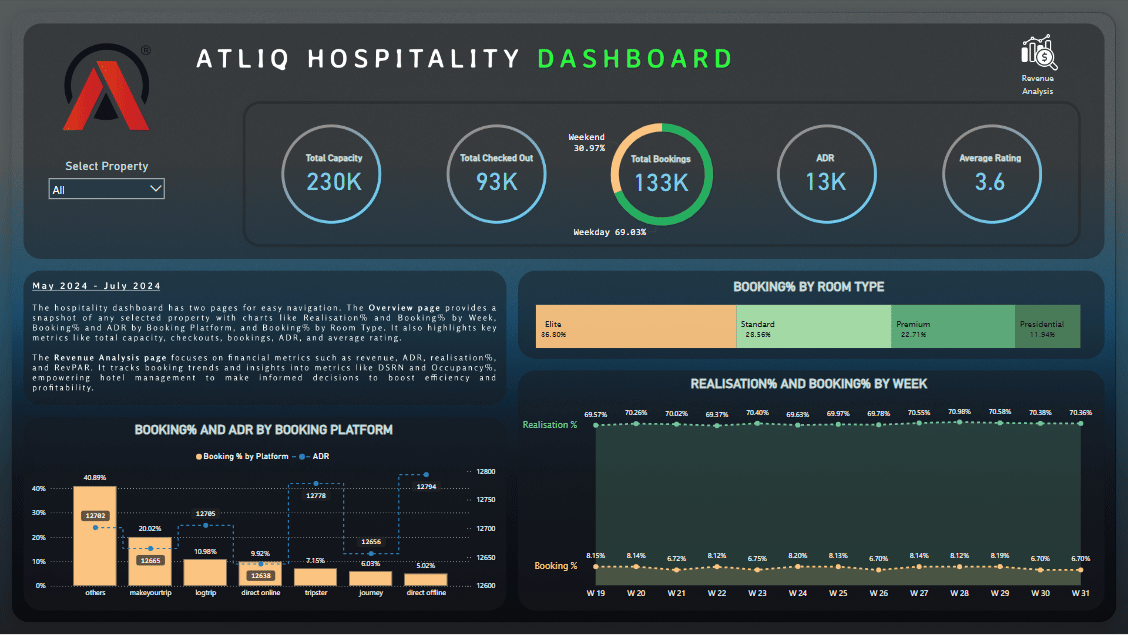 ®
ATLIQ HOSPITALITY DASHBOARD
Revenue
Analysis
Select Property
All
Total Capacity
230K
Total Checked Out
93K
Weekend
30.97%
Total Bookings
133K
Weekday 69.03%
ADR
13K
Average Rating
3.6
May 2024 - July 2024
The hospitality dashboard has two pages for easy navigation. The Overview page provides a
snapshot of any selected property with charts like Realisation% and Booking% by Week,
Booking% and ADR by Booking Platform, and Booking% by Room Type. It also highlights key
metrics like total capacity, checkouts, bookings, ADR, and average rating.
The Revenue Analysis page focuses on financial metrics such as revenue, ADR, realisation%,
and RevPAR. It tracks booking trends and insights into metrics like DSRN and Occupancy%,
empowering hotel management to make informed decisions to boost efficiency and
profitability.
BOOKING% BY ROOM TYPE
Elite Standard Premium Presidential
36.80% 28.56% 22.71% 11.94%
BOOKING% AND ADR BY BOOKING PLATFORM
Booking % by Platform ADR
40.89% 20.02% 10.98% 9.92% 7.15% 6.03% 5.02%
12702 12665 12705 12638 12778 12656 12794
40%
30%
20%
10%
0%
12800
12750
12700
12650
12600
others makeyourtrip logtrip direct online tripster journey direct offline
REALISATION% AND BOOKING% BY WEEK
Realisation %
69.57% 70.26% 70.02% 69.37% 70.40% 69.63% 69.97% 69.78% 70.55% 70.98% 70.58% 70.38% 70.36%
Booking %
8.15% 8.14% 6.72% 8.12% 6.75% 8.20% 8.13% 6.70% 8.14% 8.12% 8.19% 6.70% 6.70%
W 19 W 20 W 21 W 22 W 23 W 24 W 25 W 26 W 27 W 28 W 29 W 30 W 31